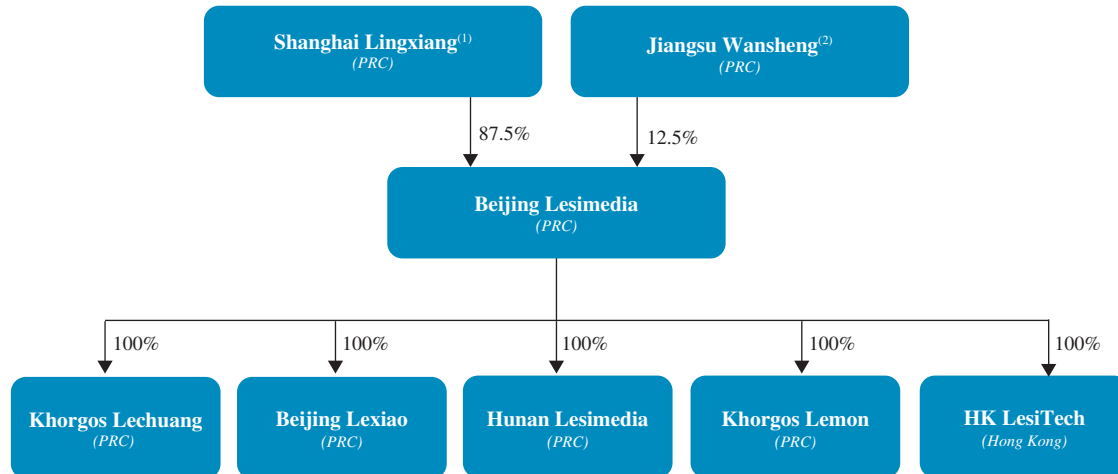 Shanghai Lingxiang(1)
(PRC)
Jiangsu Wansheng(2)
(PRC)
87.5%
12.5%
Beijing Lesimedia
(PRC)
100%
100%
100%
100%
100%
Khorgos Lechuang
(PRC)
Beijing Lexiao
(PRC)
Hunan Lesimedia
(PRC)
Khorgos Lemon
(PRC)
HK LesiTech
(Hong Kong)